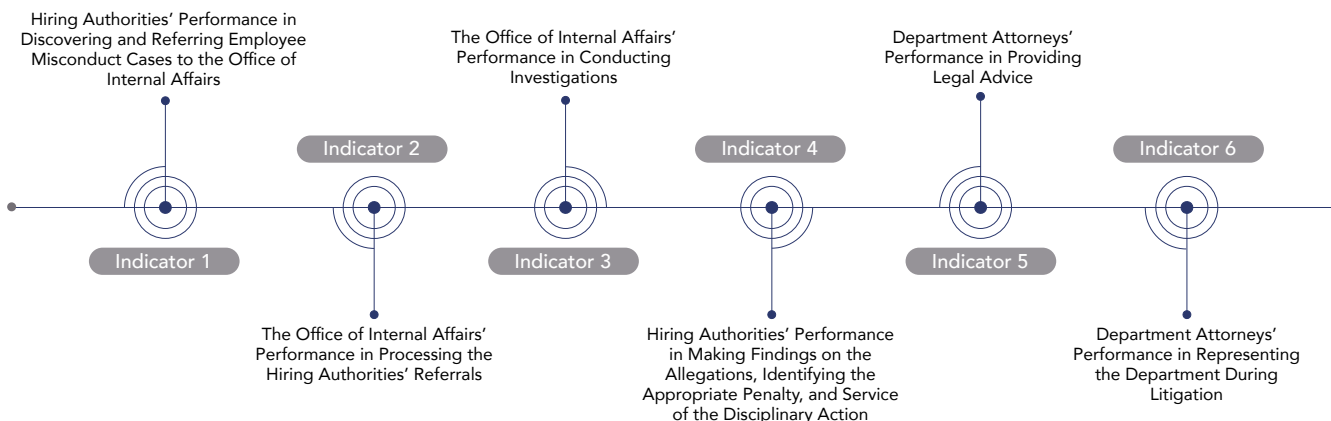 Hiring Authorities’ Performance in
Discovering and Referring Employee
Misconduct Cases to the Office of
Internal Affairs
Indicator 1
Indicator 2
The Office of Internal Affairs’
Performance in Processing the
Hiring Authorities’ Referrals
The Office of Internal Affairs’
Performance in Conducting
Investigations
Indicator 3
Indicator 4
Hiring Authorities’ Performance
in Making Findings on the
Allegations, Identifying the
Appropriate Penalty, and Service
of the Disciplinary Action
Department Attorneys’
Performance in Providing
Legal Advice
Indicator 5
Indicator 6
Department Attorneys’
Performance in Representing
the Department During
Litigation